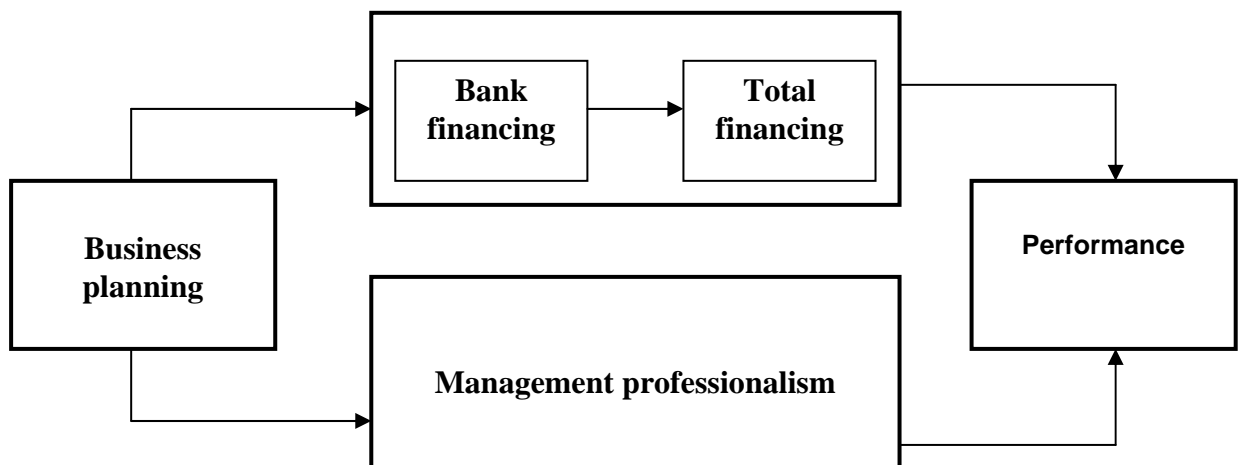 Bank
financing
Total
financing
Business
planning
Performance
Management professionalism